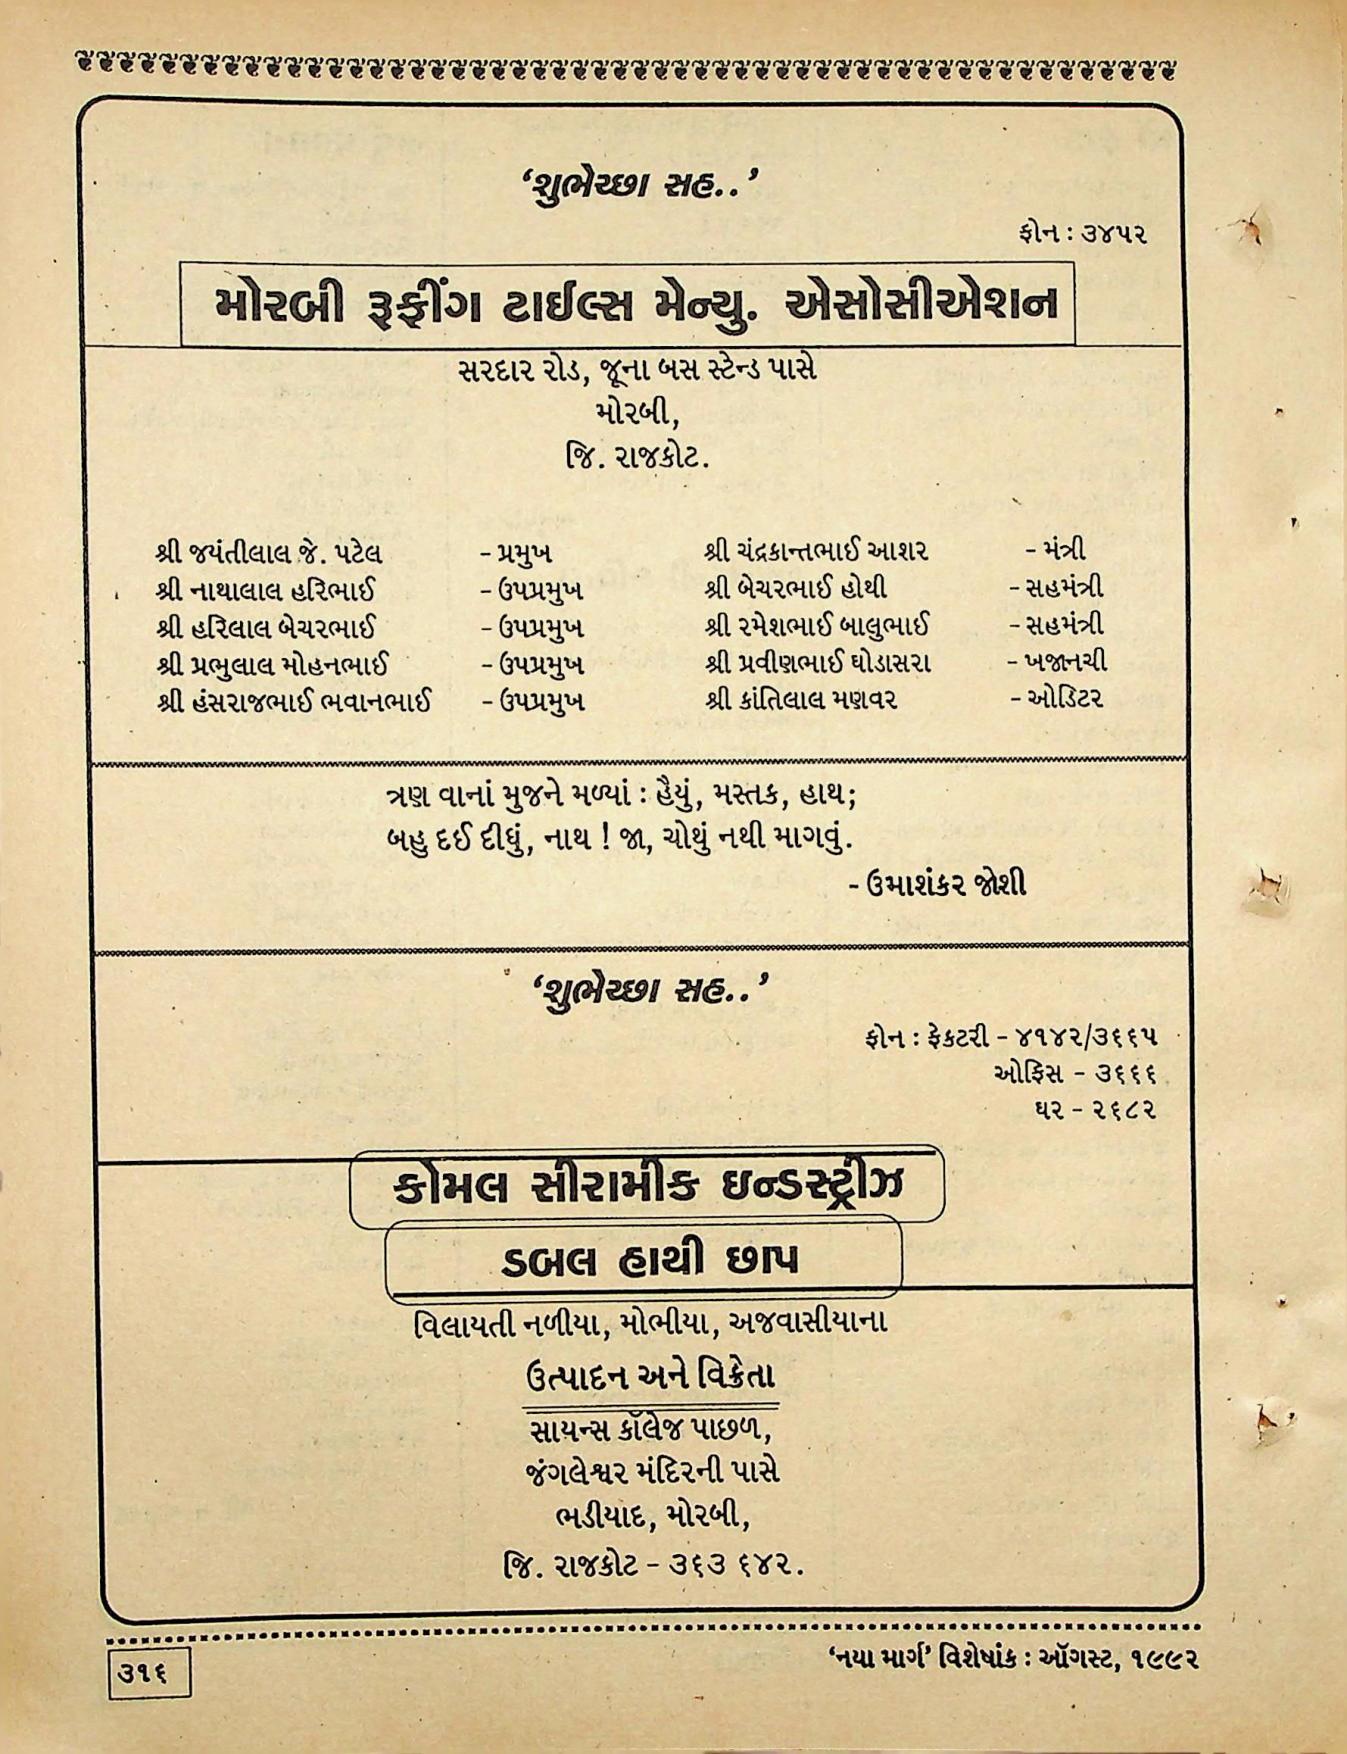 ‘શુભેચ્છા સહ..’
ફોન : ૩૪૫૨
મોરબી રૂફીંગ ટાઈલ્સ મેન્યુ. એસોસીએશન
સરદાર રોડ, જૂના બસ સ્ટેન્ડ પાસે
મોરબી,
જિ. રાજકોટ.
શ્રી જયંતીલાલ જે. પટેલ - પ્રમુખ શ્રી ચંદ્રકાન્તભાઈ આશર - મંત્રી
શ્રી નાથાલાલ હરિભાઈ - ઉપપ્રમુખ શ્રી બેચરભાઈ હોથી - સહમંત્રી
શ્રી હરિલાલ બેચરભાઈ - ઉપપ્રમુખ શ્રી રમેશભાઈ બાલુભાઈ - સહમંત્રી
શ્રી પ્રભુલાલ મોહનભાઈ - ઉપપ્રમુખ શ્રી પ્રવીણભાઈ ઘોડાસરા - ખજાનચી
શ્રી હંસરાજભાઈ ભવાનભાઈ - ઉપપ્રમુખ શ્રી કાંતિલાલ મણવર - ઓડિટર
ત્રણ વાનાં મુજને મળ્યાં : હૈયું, મસ્તક, હાથ;
બહુ દઈ દીધું, નાથ ! જા, ચોથું નથી માગવું.
- ઉમાશંકર જોશી
‘શુભેચ્છા સહ..’
ફોન : ફેકટરી - ૪૧૪૨/૩૬૬૫
ઓફિસ - ૩૬૬૬
ઘર - ૨૬૮૨
કોમલ સીરામીક ઇન્ડસ્ટ્રીઝ
ડબલ હાથી છાપ
વિલાયતી નળીયા, મોભીયા, અજવાસીયાના
ઉત્પાદન અને વિક્રેતા
સાયન્સ કૉલેજ પાછળ,
જંગલેશ્વર મંદિરની પાસે
ભડીયાદ, મોરબી,
જિ. રાજકોટ - ૩૬૩ ૬૪૨.
૩૧૬ ‘નયા માર્ગ’ વિશેષાંક : ઑગસ્ટ, ૧૯૯૨